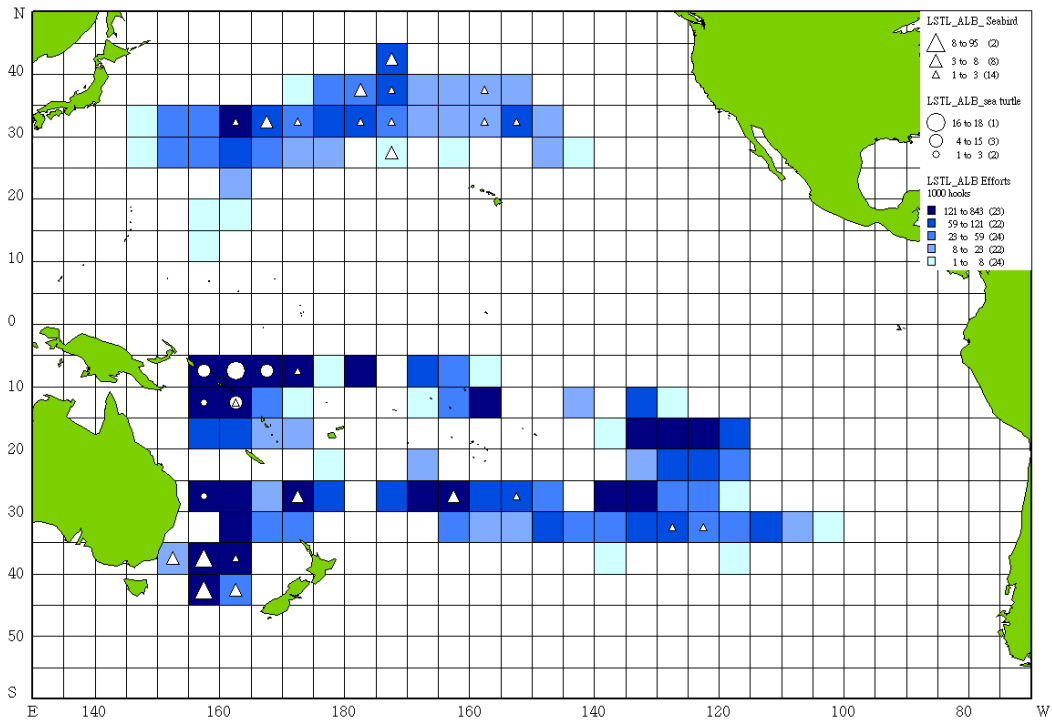 N
40
30
20
10
0
10
20
30
40
50
S
E 140 160 180 160 140 120 100 80 W
LSTL_ALB_Seabird
8 to 95 (2)
3 to 8 (8)
1 to 3 (14)
LSTL_ALB_sea turtle
16 to 18 (1)
4 to 15 (3)
1 to 3 (2)
LSTL_ALB Efforts
1000 hooks
121 to 843 (23)
59 to 121 (22)
23 to 59 (24)
8 to 23 (22)
1 to 8 (24)